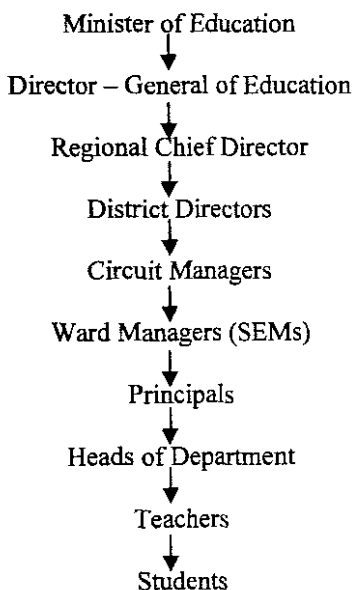 Minister of Education
Director – General of Education
Regional Chief Director
District Directors
Circuit Managers
Ward Managers (SEMs)
Principals
Heads of Department
Teachers
Students